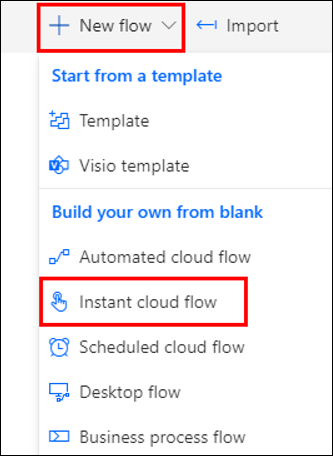 New flow Import
Start from a template
Template
Visio template
Build your own from blank
Automated cloud flow
Instant cloud flow
Scheduled cloud flow
Desktop flow
Business process flow